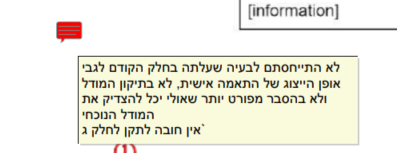 [information]
לא התייחסתם לבעיה שעלתה בחלק הקודם לגבי
אופן הייצוג של התאמה אישית, לא בתיקון המודל
ולא בהסבר מפורט יותר שאולי יכל להצדיק את
המודל הנוכחי
`אין חובה לתקן לחלק ג
(1)